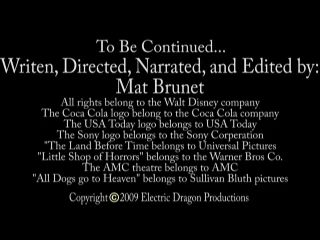 To Be Continued...
Writen, Directed, Narrated, and Edited by:
Mat Brunet
All rights belong to the Walt Disney company
The Coca Cola logo belong to the Coca Cola company
The USA Today logo belongs to USA Today
The Sony logo belongs to the Sony Corperation
"The Land Before Time belongs to Universal Pictures
"Little Shop of Horrors" belongs to the Warner Bros Co.
The AMC rheatre belongs to AMC
"All Dogs go to Heaven" belongs to Sullivan Bluth pictures
Copyright ©2009 Electric Dragon Productions